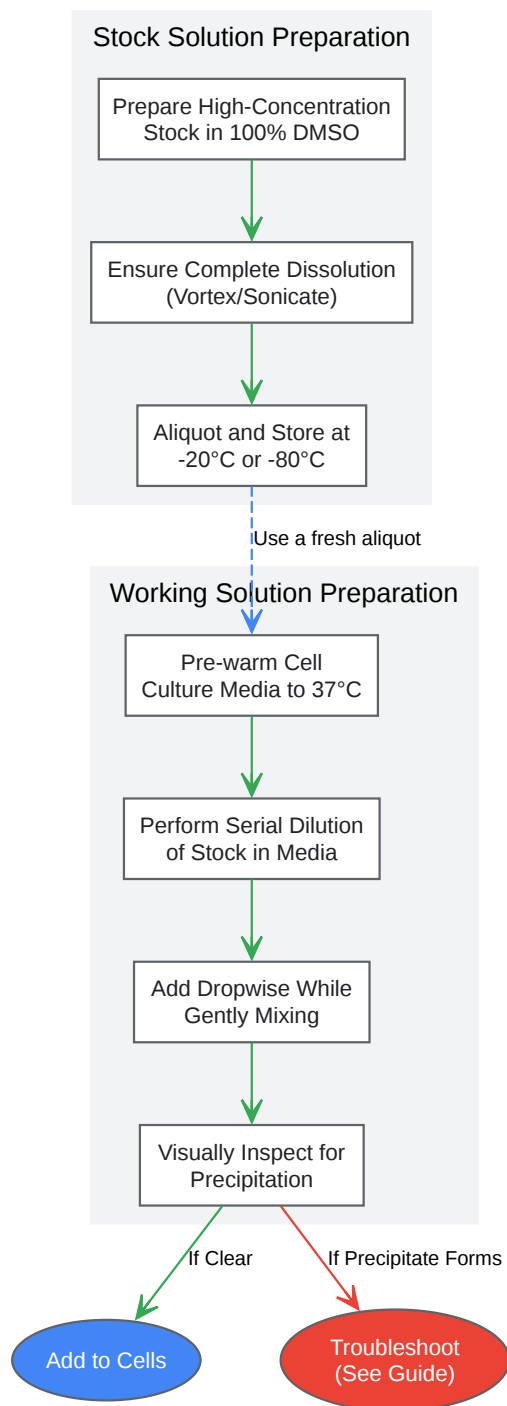 Stock Solution Preparation
Prepare High-Concentration
Stock in 100% DMSO
Ensure Complete Dissolution
(Vortex/Sonicate)
Aliquot and Store at
-20°C or -80°C
Use a fresh aliquot
Working Solution Preparation
Pre-warm Cell
Culture Media to 37°C
Perform Serial Dilution
of Stock in Media
Add Dropwise While
Gently Mixing
Visually Inspect for
Precipitation
If Clear
If Precipitate Forms
Add to Cells
Troubleshoot
(See Guide)